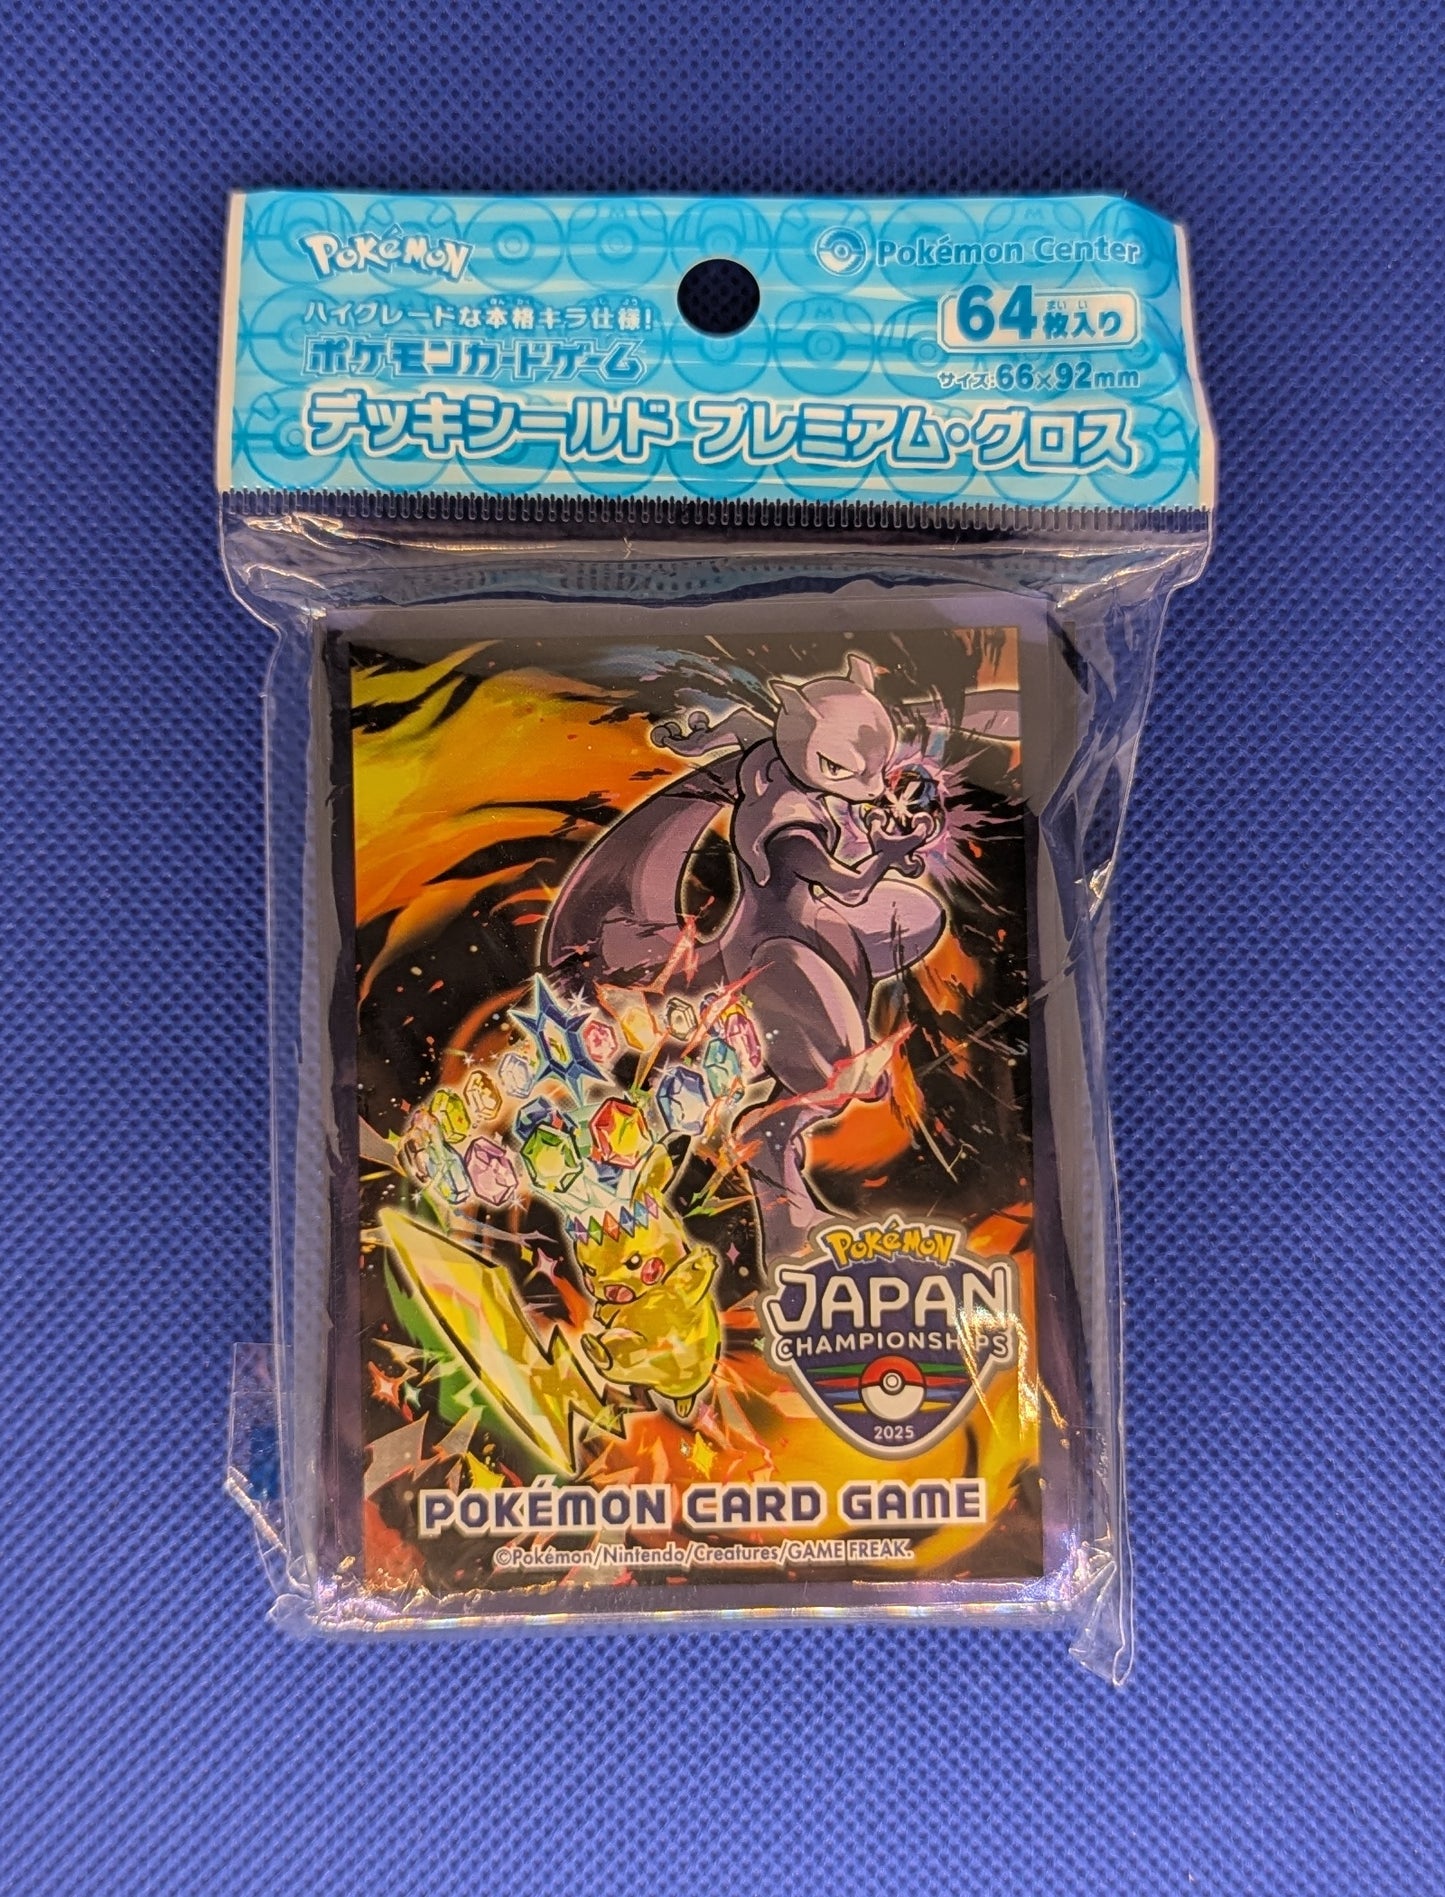 Pokémon
Pokémon Center
ハイグレードな本格キラ仕様!
ポケモンカードゲーム
64枚入り
サイズ:66×92mm
デッキシールド プレミアム・グロス
Pokémon
JAPAN
CHAMPIONSHIPS
2025
POKÉMON CARD GAME
©Pokémon/Nintendo/Creatures/GAME FREAK.